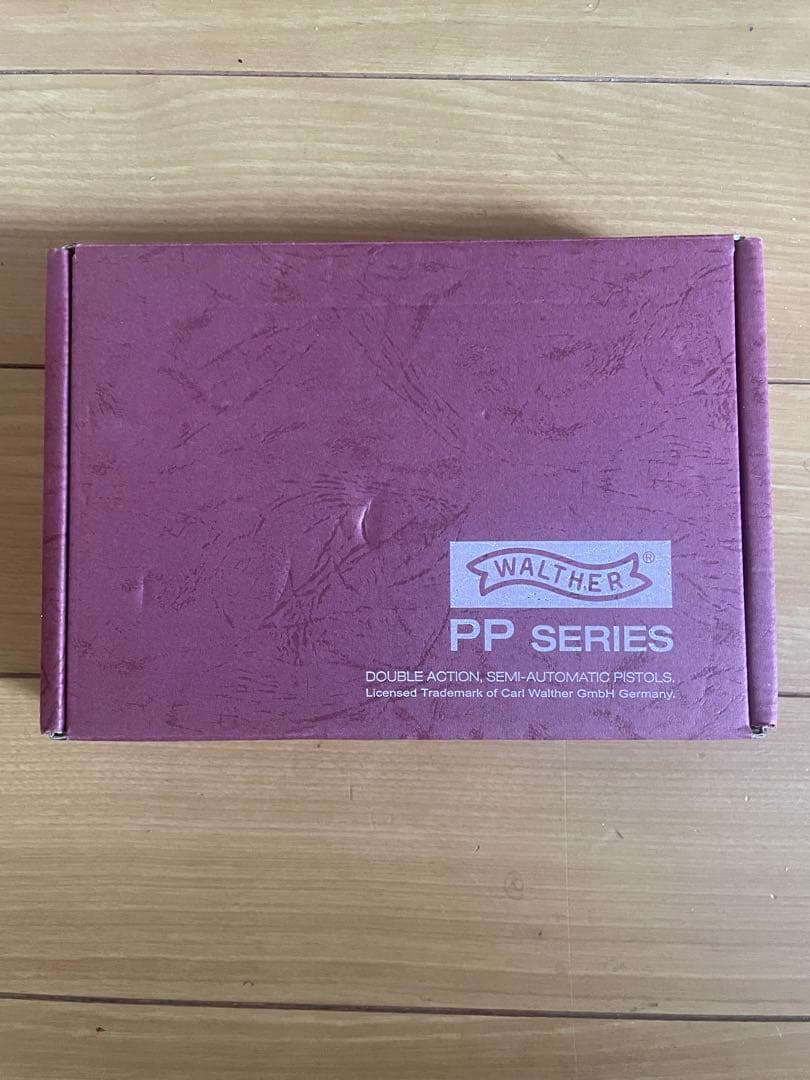 WALTHER®
PP SERIES
DOUBLE ACTION, SEMI-AUTOMATIC PISTOLS.
Licensed Trademark of Carl Walther GmbH Germany.